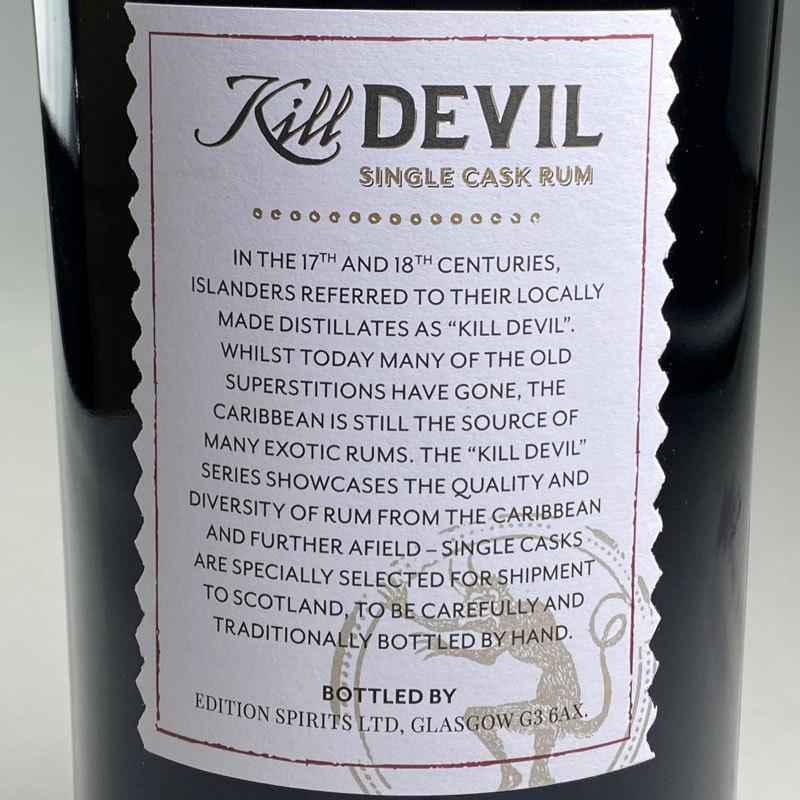 Kill DEVIL
SINGLE CASK RUM
IN THE 17TH AND 18TH CENTURIES,
ISLANDERS REFERRED TO THEIR LOCALLY
MADE DISTILLATES AS “KILL DEVIL”.
WHILST TODAY MANY OF THE OLD
SUPERSTITIONS HAVE GONE, THE
CARIBBEAN IS STILL THE SOURCE OF
MANY EXOTIC RUMS. THE “KILL DEVIL”
SERIES SHOWCASES THE QUALITY AND
DIVERSITY OF RUM FROM THE CARIBBEAN
AND FURTHER AFIELD – SINGLE CASKS
ARE SPECIALLY SELECTED FOR SHIPMENT
TO SCOTLAND, TO BE CAREFULLY AND
TRADITIONALLY BOTTLED BY HAND.
BOTTLED BY
EDITION SPIRITS LTD, GLASGOW G3 6AX.